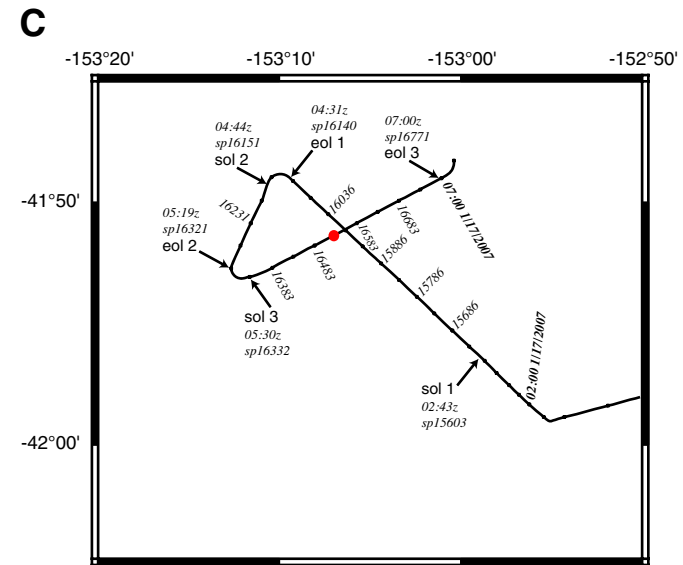 C
-153°20'
-153°10'
-153°00'
-152°50'
-41°50'
-42°00'
04:31z
sp16140
eol 1
04:44z
sp16151
sol 2
07:00z
sp16771
eol 3
05:19z
sp16321
eol 2
sol 3
05:30z
sp16332
sol 1
02:43z
sp15603
16231
16036
16683
16583
15886
16483
16383
15786
15686
07:00 1/17/2007
02:00 1/17/2007